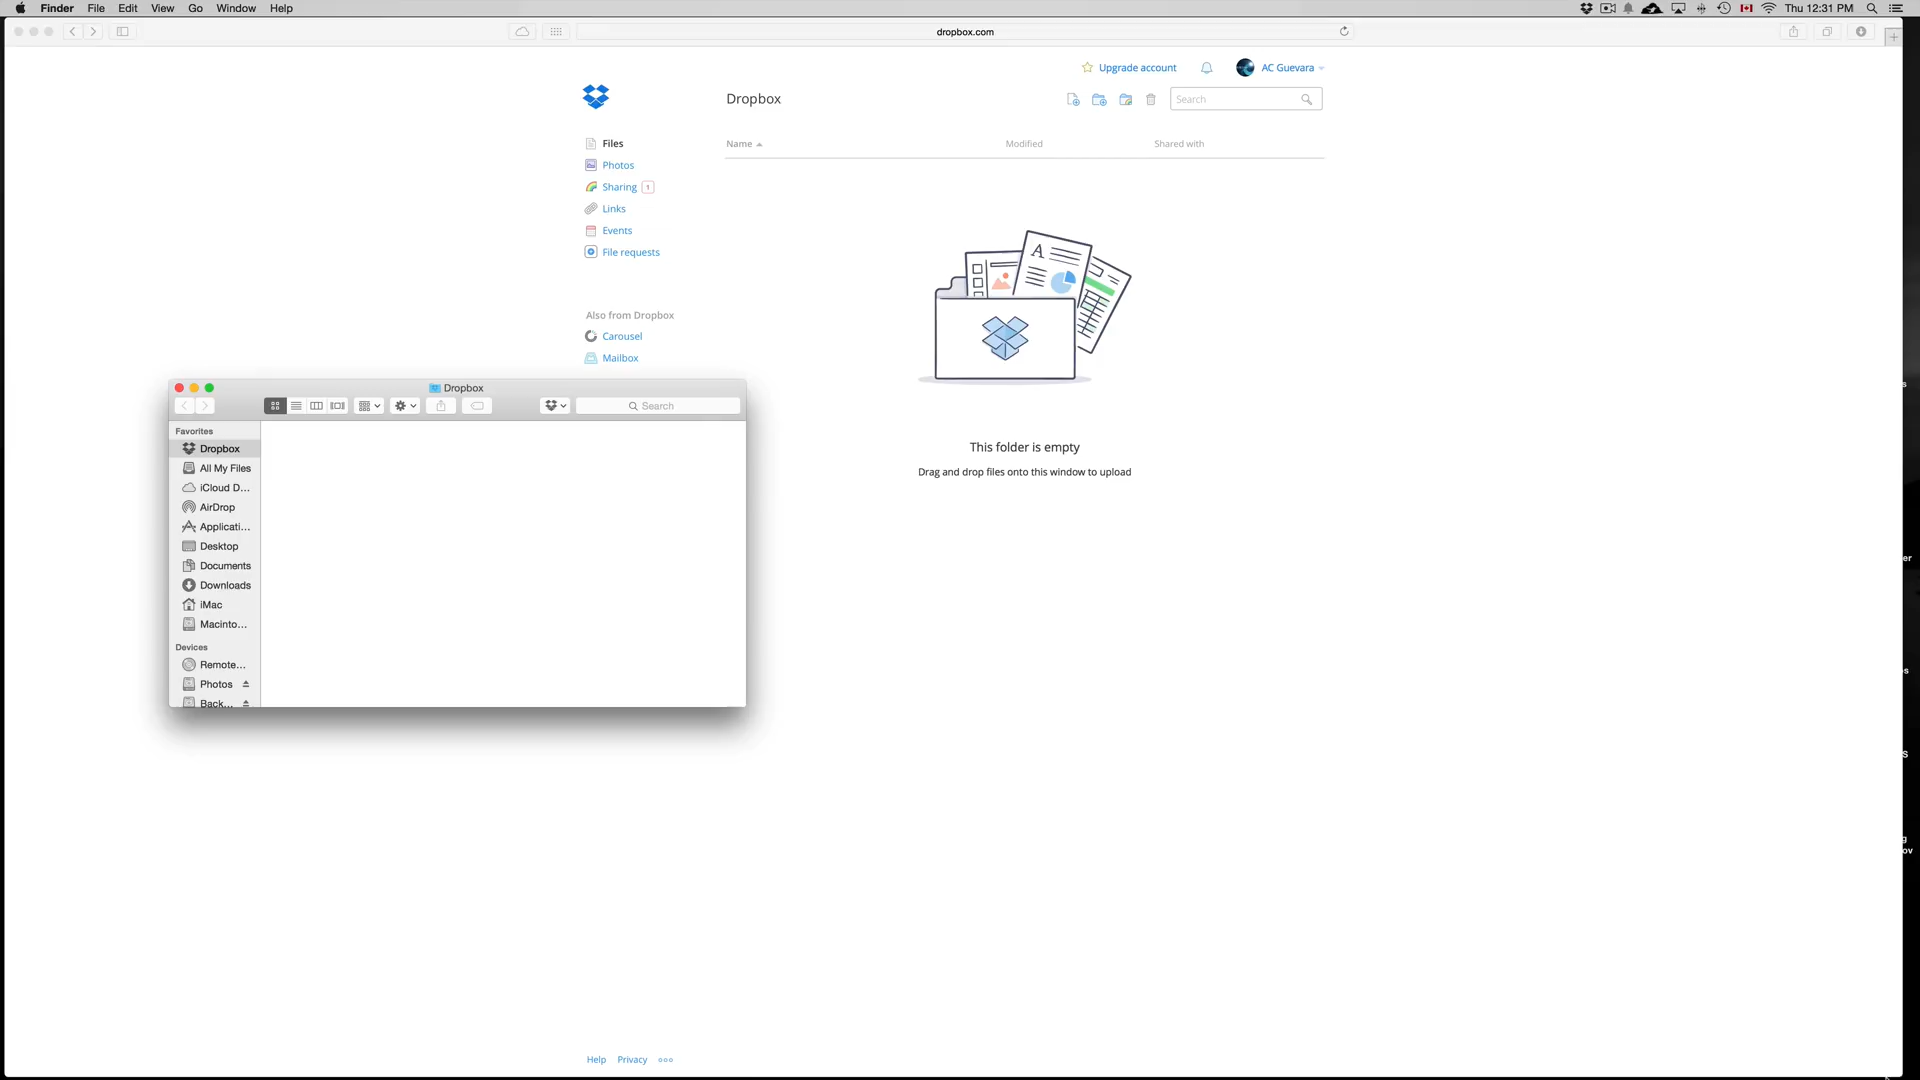 Finder File Edit View Go Window Help
Thu 12:31 PM
dropbox.com
Upgrade account
AC Guevara
Dropbox
Search
Name
Modified
Shared with
Files
Photos
Sharing 1
Links
Events
File requests
Also from Dropbox
Carousel
Mailbox
A
This folder is empty
Drag and drop files onto this window to upload
Dropbox
Search
Favorites
Dropbox
All My Files
iCloud D...
AirDrop
Applicati...
Desktop
Documents
Downloads
iMac
Macinto...
Devices
Remote...
Photos
Back...
s
er
s
S
g
ov
Help Privacy